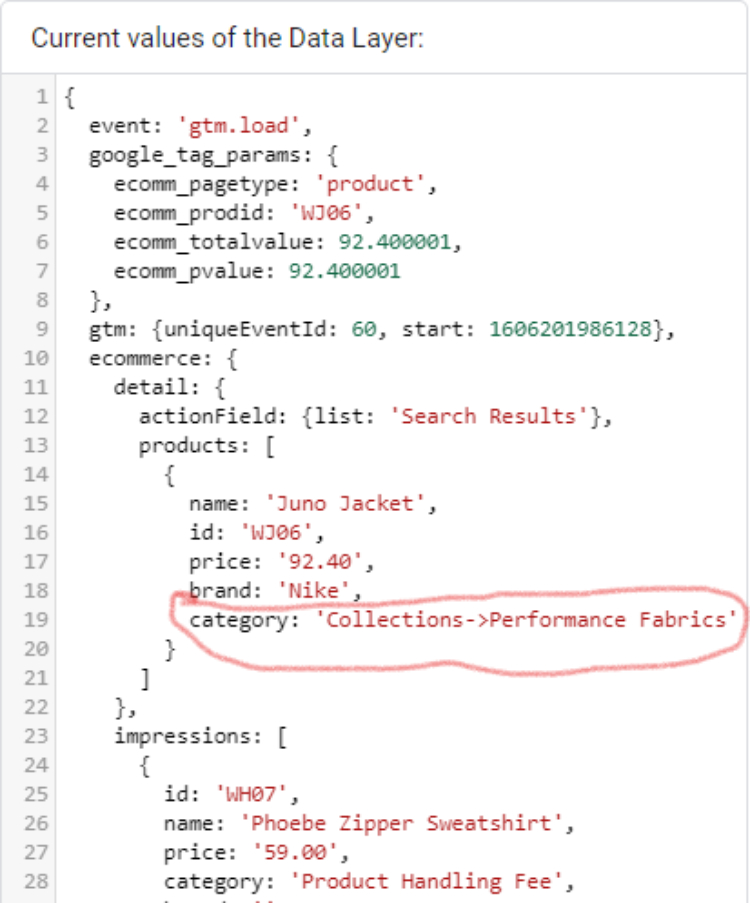 Current values of the Data Layer:
1 {
2 event: 'gtm.load',
3 google_tag_params: {
4 ecomm_pagetype: 'product',
5 ecomm_prodid: 'WJ06',
6 ecomm_totalvalue: 92.400001,
7 ecomm_pvalue: 92.400001
8 },
9 gtm: {uniqueEventId: 60, start: 1606201986128},
10 ecommerce: {
11 detail: {
12 actionField: {list: 'Search Results'},
13 products: [
14 {
15 name: 'Juno Jacket',
16 id: 'WJ06',
17 price: '92.40',
18 brand: 'Nike',
19 category: 'Collections->Performance Fabrics'
20 }
21 ]
22 },
23 impressions: [
24 {
25 id: 'WH07',
26 name: 'Phoebe Zipper Sweatshirt',
27 price: '59.00',
28 category: 'Product Handling Fee',